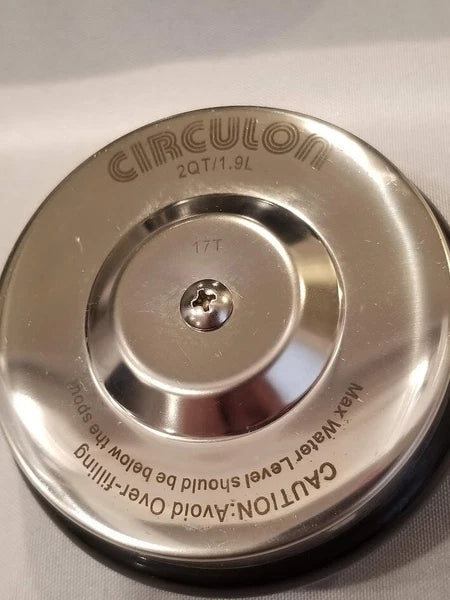 CIRCULON
2QT/1.9L
17T
CAUTION:Avoid Over-filling
Max Water Level should be below the spout